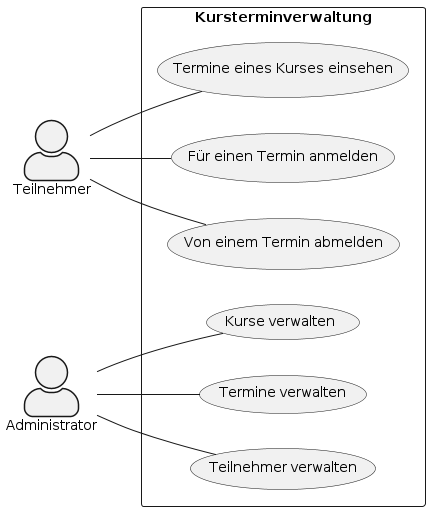 Kursterminverwaltung
Termine eines Kurses einsehen
Für einen Termin anmelden
Teilnehmer
Von einem Termin abmelden
Kurse verwalten
Termine verwalten
Administrator
Teilnehmer verwalten